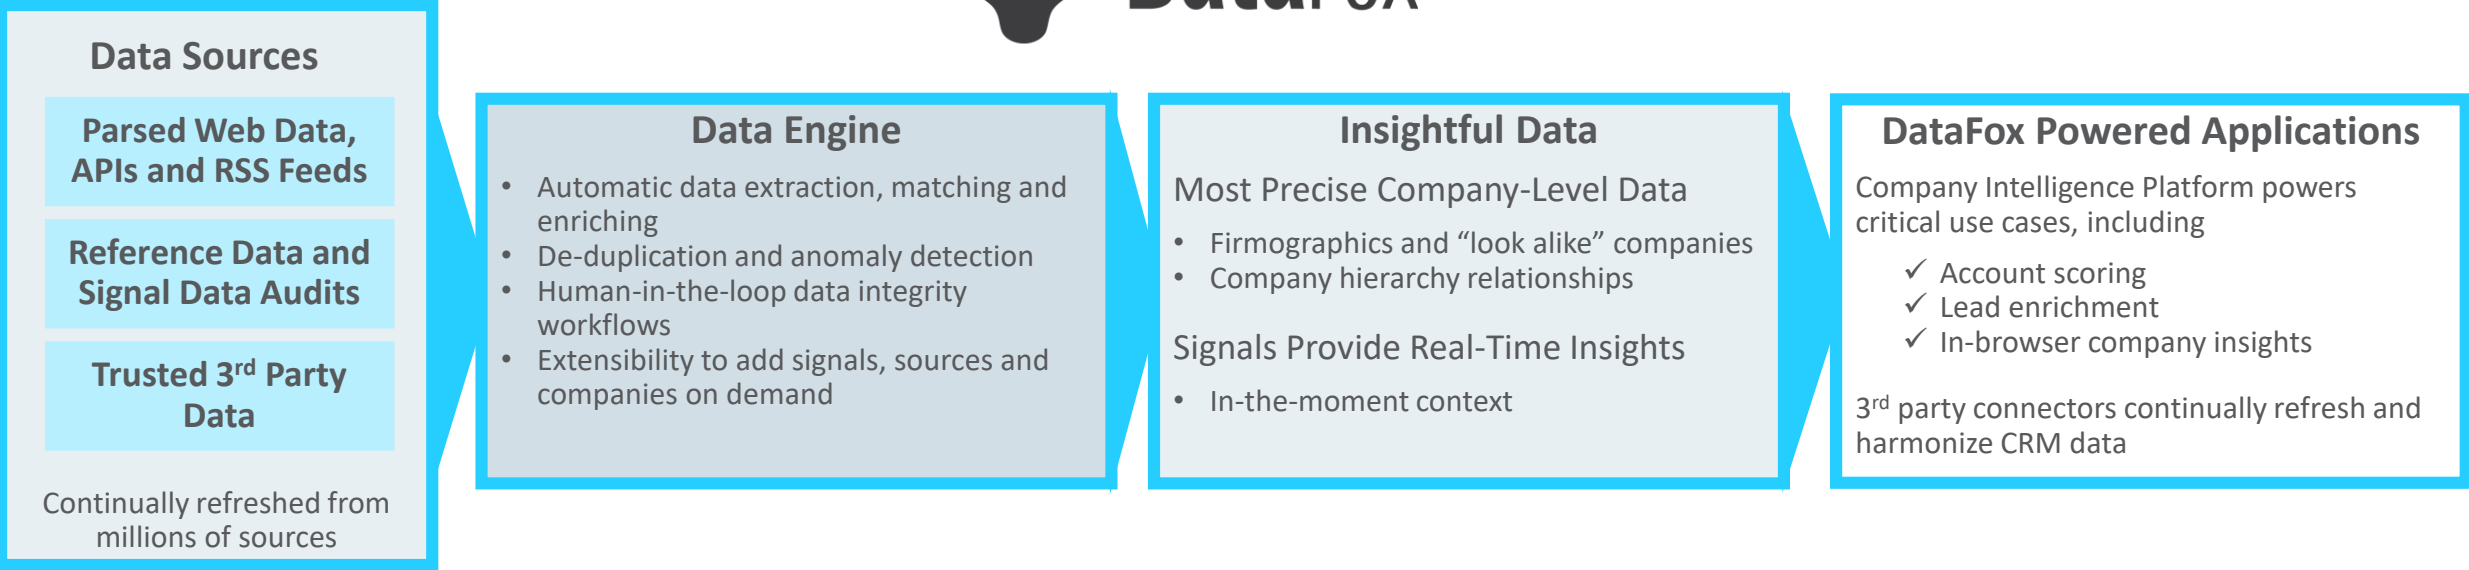 DataFox
Data Sources
Parsed Web Data,
APIs and RSS Feeds
Reference Data and
Signal Data Audits
Trusted 3rd Party
Data
Continually refreshed from
millions of sources
Data Engine
• Automatic data extraction, matching and
enriching
• De-duplication and anomaly detection
• Human-in-the-loop data integrity
workflows
• Extensibility to add signals, sources and
companies on demand
Insightful Data
Most Precise Company-Level Data
• Firmographics and “look alike” companies
• Company hierarchy relationships
Signals Provide Real-Time Insights
• In-the-moment context
DataFox Powered Applications
Company Intelligence Platform powers
critical use cases, including
✓ Account scoring
✓ Lead enrichment
✓ In-browser company insights
3rd party connectors continually refresh and
harmonize CRM data